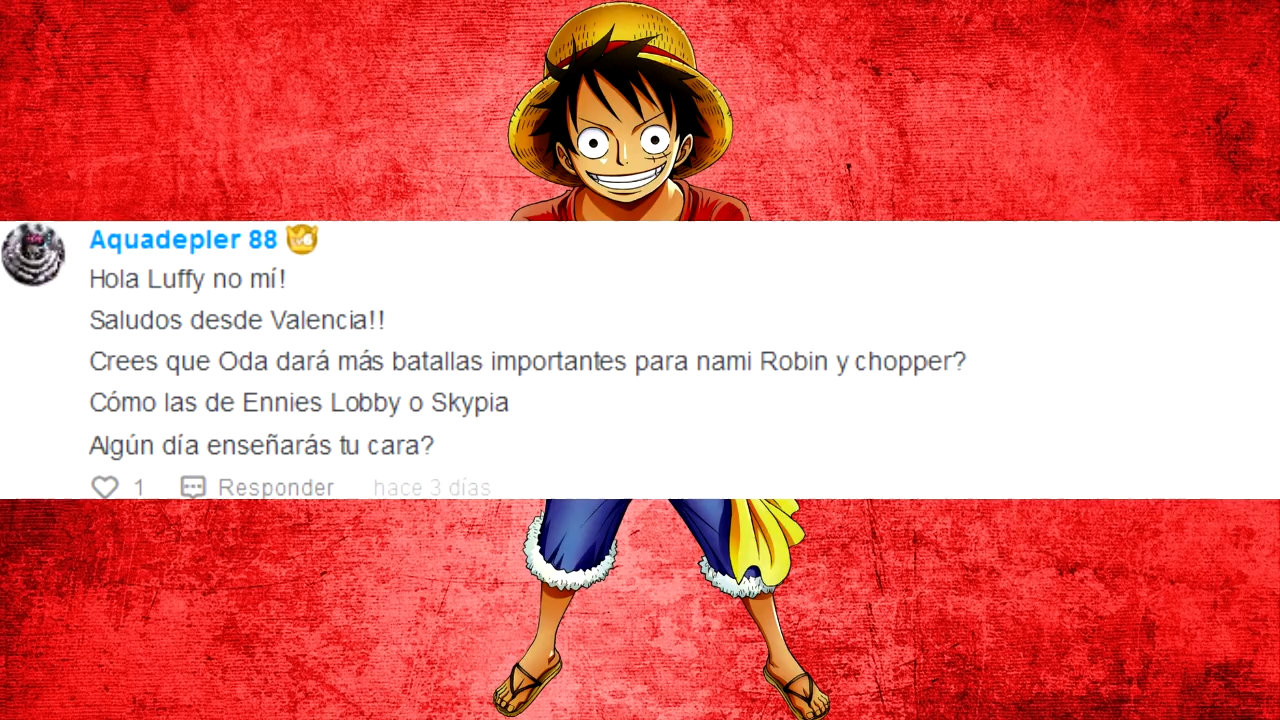 Aquadepler 88
Hola Luffy no mí!
Saludos desde Valencia!!
Crees que Oda dará más batallas importantes para nami Robin y chopper?
Cómo las de Ennies Lobby o Skypia
Algún día enseñarás tu cara?
1 Responder hace 3 días